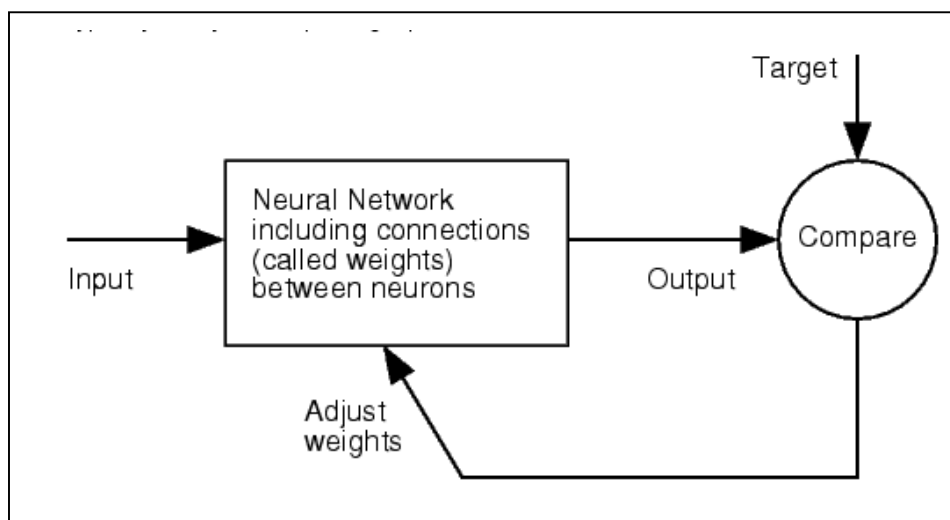 Target
Neural Network
including connections
(called weights)
between neurons
Compare
Input
Output
Adjust
weights